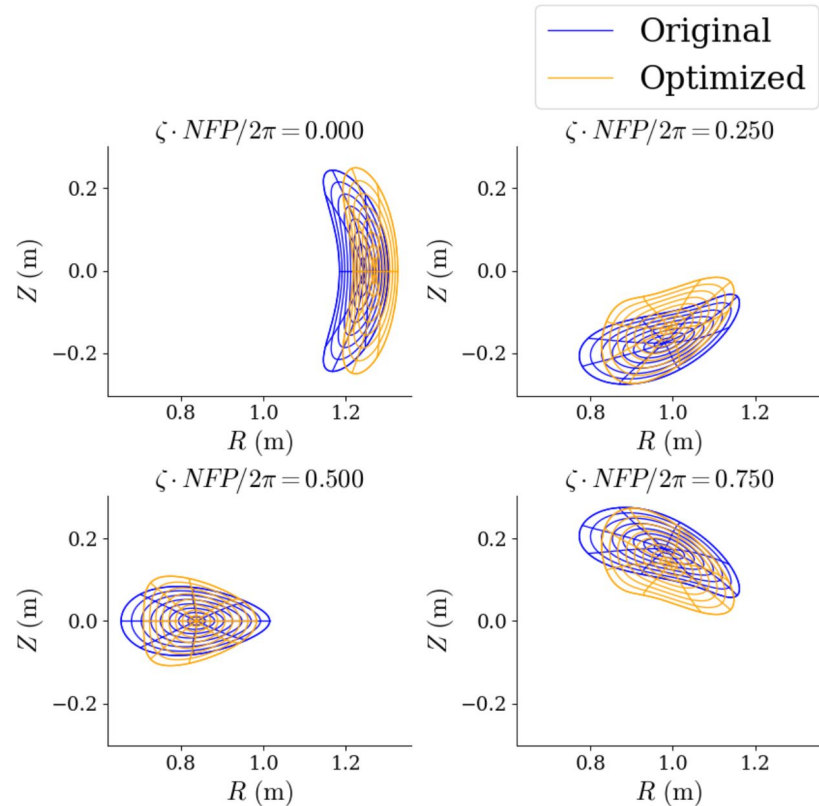 Original
Optimized
ζ · NFP/2π = 0.000
0.2
0.0
−0.2
Z (m)
0.8
1.0
1.2
R (m)
ζ · NFP/2π = 0.250
0.2
0.0
−0.2
Z (m)
0.8
1.0
1.2
R (m)
ζ · NFP/2π = 0.500
0.2
0.0
−0.2
Z (m)
0.8
1.0
1.2
R (m)
ζ · NFP/2π = 0.750
0.2
0.0
−0.2
Z (m)
0.8
1.0
1.2
R (m)